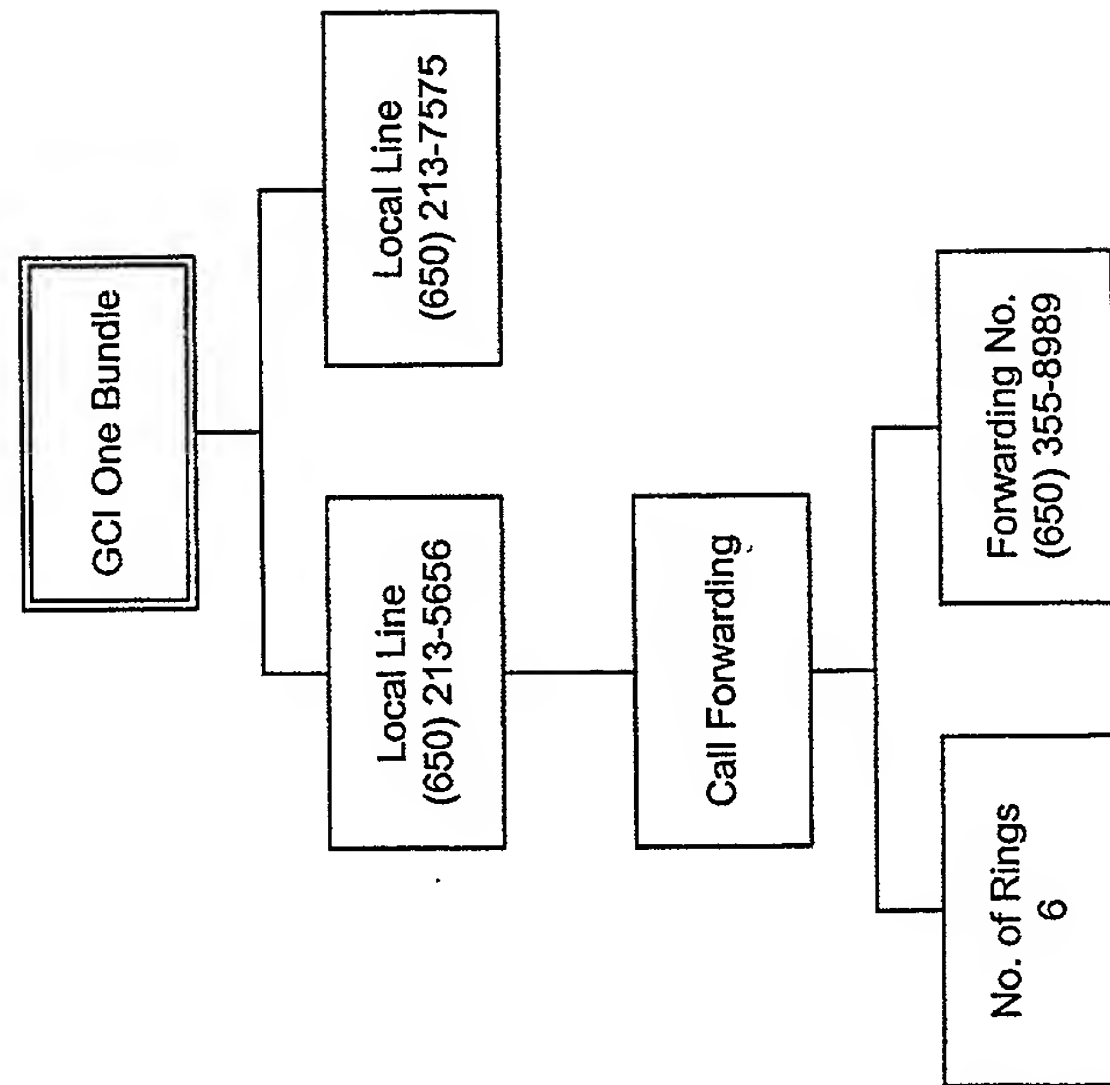 GCI One Bundle
Local Line
(650) 213-5656
Local Line
(650) 213-7575
Call Forwarding
No. of Rings
6
Forwarding No.
(650) 355-8989